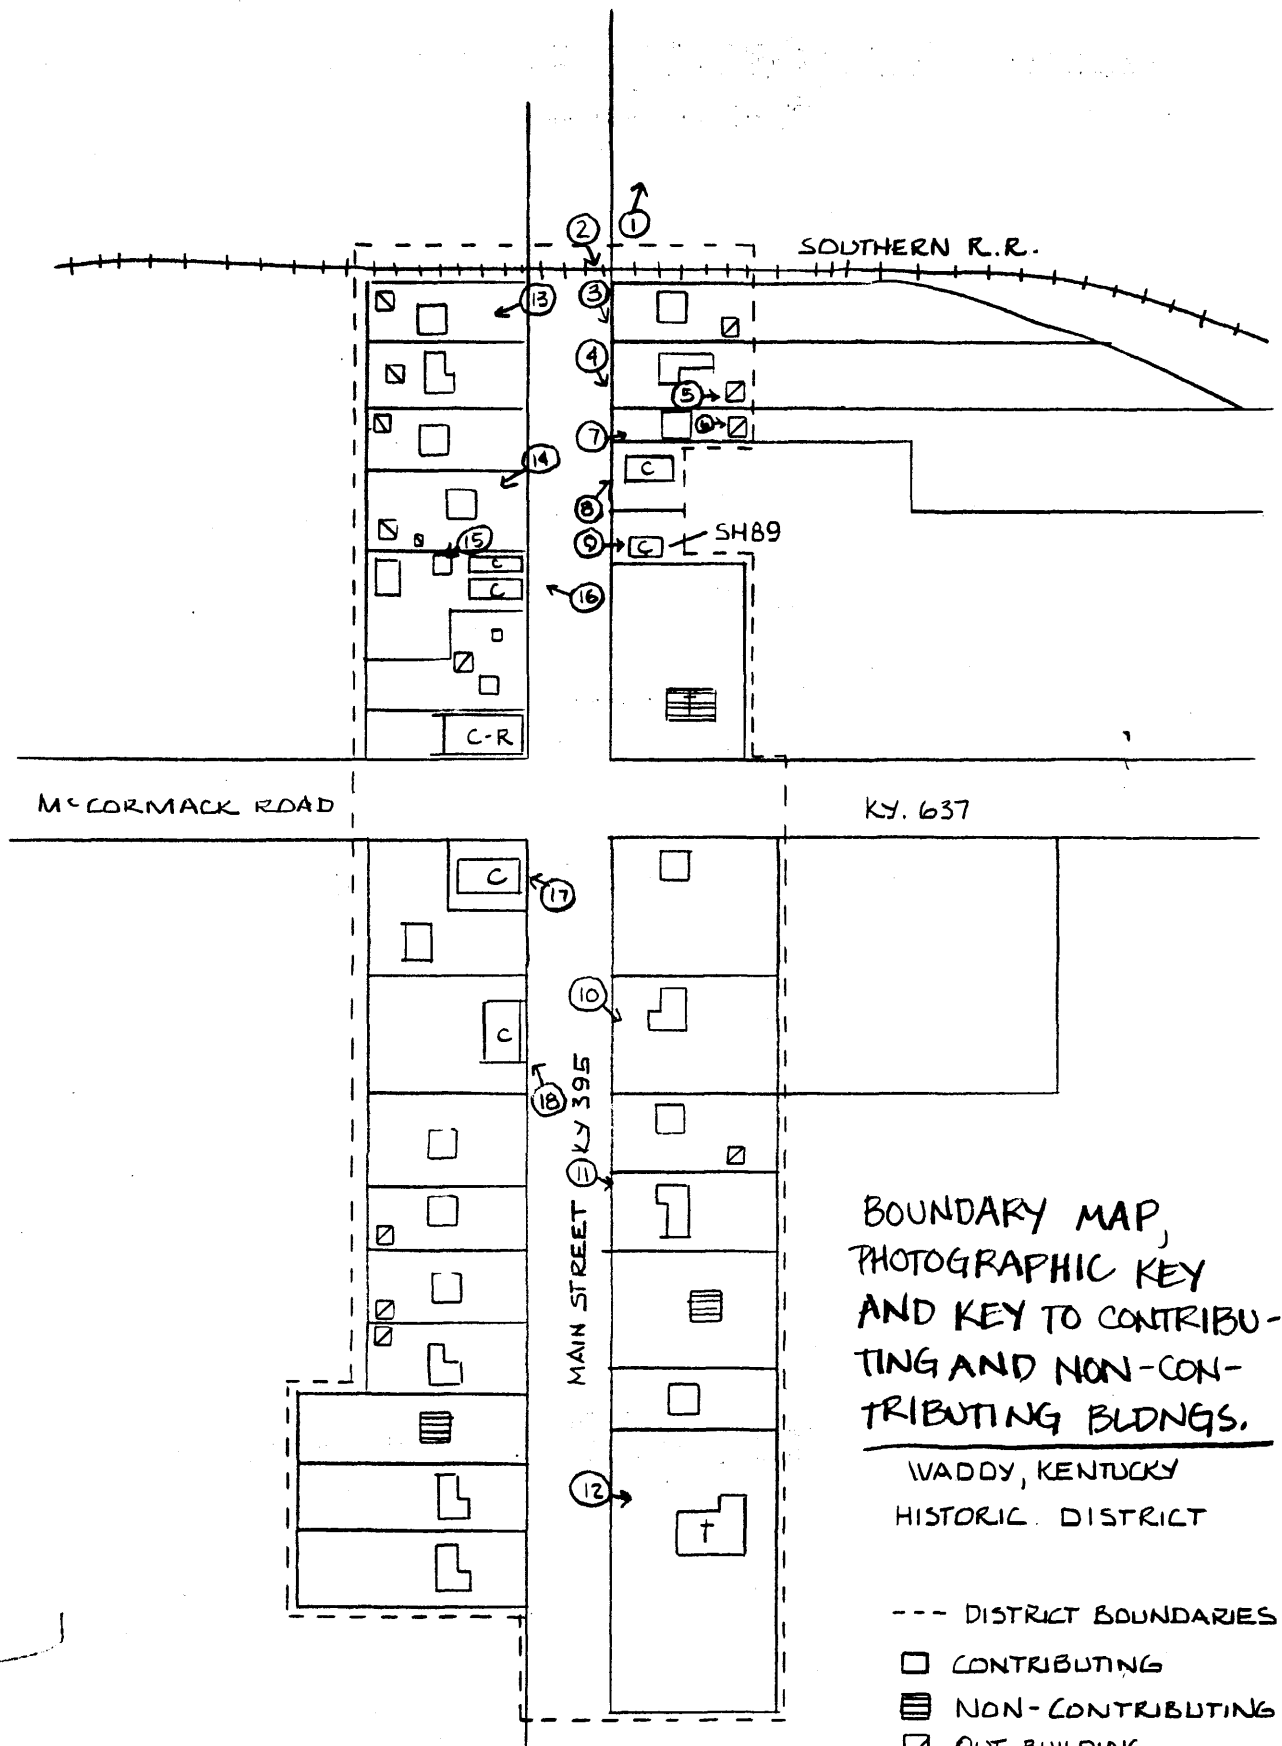 1
2
SOUTHERN R.R.
3
13
4
5
6
7
14
C
8
SH89
9
C
15
C
C
16
C-R
McCORMACK ROAD
KY. 637
C
17
10
C
18
MAIN STREET KY 395
11
12
†
BOUNDARY MAP,
PHOTOGRAPHIC KEY
AND KEY TO CONTRIBU-
TING AND NON-CON-
TRIBUTING BLDNGS.
WADDY, KENTUCKY
HISTORIC DISTRICT
--- DISTRICT BOUNDARIES
CONTRIBUTING
NON-CONTRIBUTING
OUT BUILDING